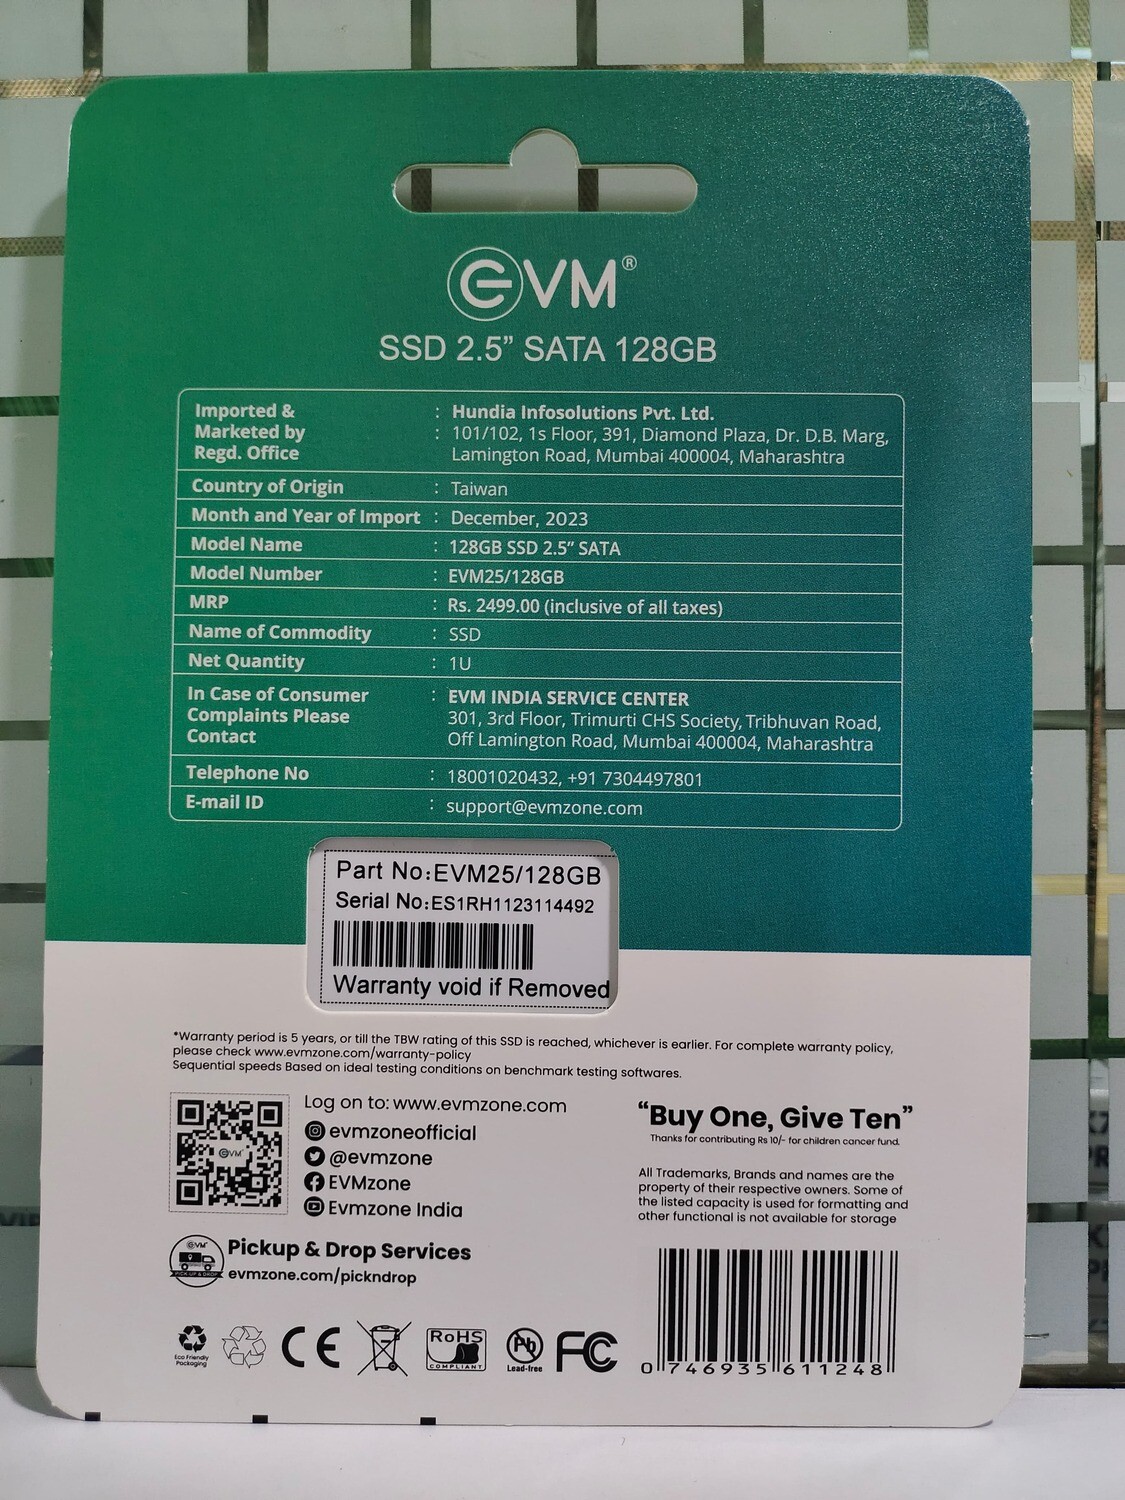 EVM®
SSD 2.5” SATA 128GB
Imported & : Hundia Infosolutions Pvt. Ltd.
Marketed by : 101/102, 1s Floor, 391, Diamond Plaza, Dr. D.B. Marg,
Regd. Office Lamington Road, Mumbai 400004, Maharashtra
Country of Origin : Taiwan
Month and Year of Import : December, 2023
Model Name : 128GB SSD 2.5” SATA
Model Number : EVM25/128GB
MRP : Rs. 2499.00 (inclusive of all taxes)
Name of Commodity : SSD
Net Quantity : 1U
In Case of Consumer : EVM INDIA SERVICE CENTER
Complaints Please 301, 3rd Floor, Trimurti CHS Society, Tribhuvan Road,
Contact Off Lamington Road, Mumbai 400004, Maharashtra
Telephone No : 18001020432, +91 7304497801
E-mail ID : support@evmzone.com
Part No:EVM25/128GB
Serial No:ES1RH1123114492
Warranty void if Removed
*Warranty period is 5 years, or till the TBW rating of this SSD is reached, whichever is earlier. For complete warranty policy,
please check www.evmzone.com/warranty-policy
Sequential speeds Based on ideal testing conditions on benchmark testing softwares.
EVM
Log on to: www.evmzone.com
evmzoneofficial
@evmzone
EVMzone
Evmzone India
EVM
PICK UP & DROP
Pickup & Drop Services
evmzone.com/pickndrop
“Buy One, Give Ten”
Thanks for contributing Rs 10/- for children cancer fund.
All Trademarks, Brands and names are the
property of their respective owners. Some of
the listed capacity is used for formatting and
other functional is not available for storage
Eco Friendly
Packaging
CE
RoHS
COMPLIANT
Pb
Lead-free
FC
0 746935 611248